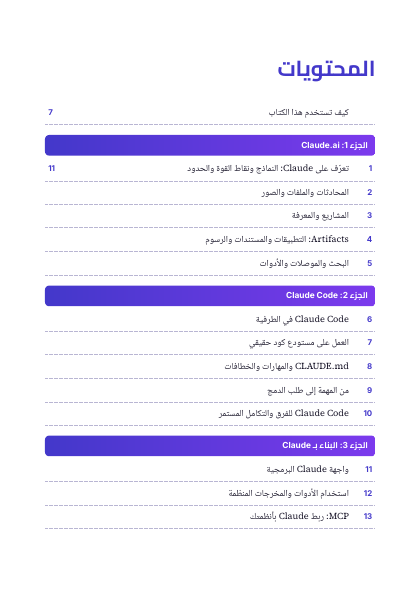 المحتويات
كيف تستخدم هذا الكتاب 7
الجزء 1: Claude.ai
1 تعرّف على Claude: النماذج ونقاط القوة والحدود 11
2 المحادثات والملفات والصور
3 المشاريع والمعرفة
4 Artifacts: التطبيقات والمستندات والرسوم
5 البحث والموصلات والأدوات
الجزء 2: Claude Code
6 Claude Code في الطرفية
7 العمل على مستودع كود حقيقي
8 CLAUDE.md والمهارات والخطافات
9 من المهمة إلى طلب الدمج
10 Claude Code للفرق والتكامل المستمر
الجزء 3: البناء بـ Claude
11 واجهة Claude البرمجية
12 استخدام الأدوات والمخرجات المنظمة
13 MCP: ربط Claude بأنظمتك